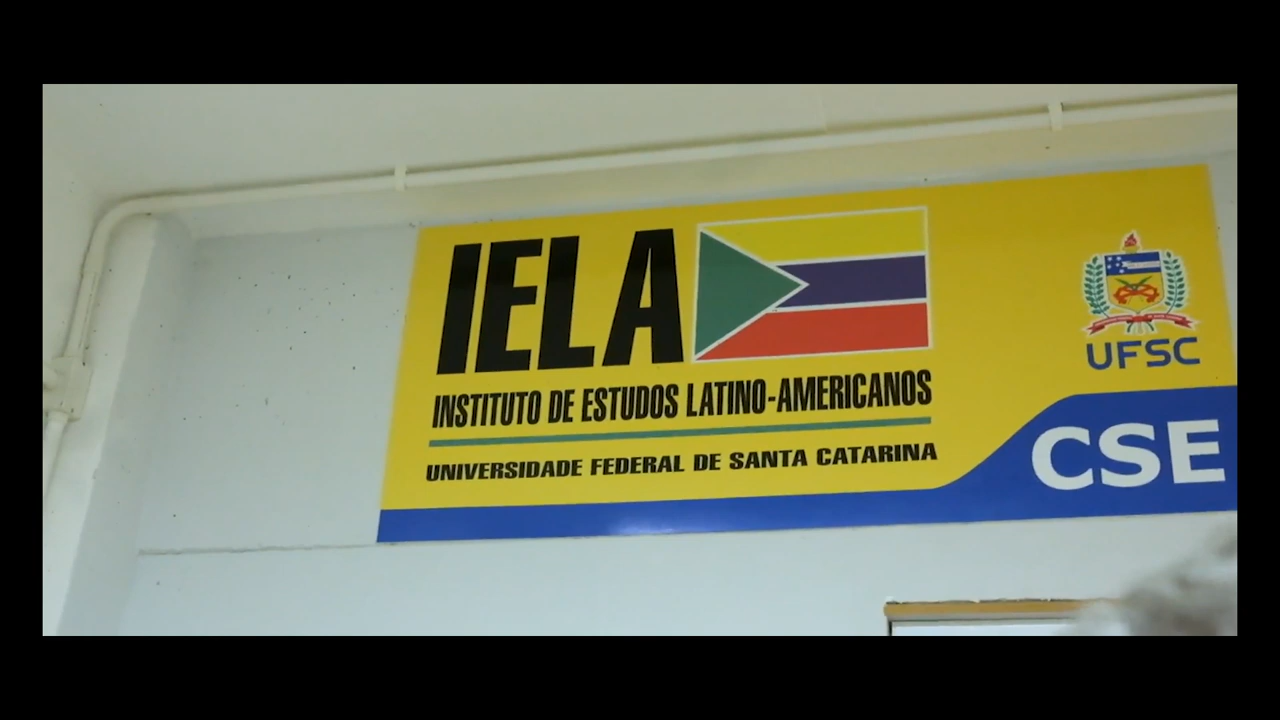 IELA
INSTITUTO DE ESTUDOS LATINO-AMERICANOS
UNIVERSIDADE FEDERAL DE SANTA CATARINA
UFSC
CSE